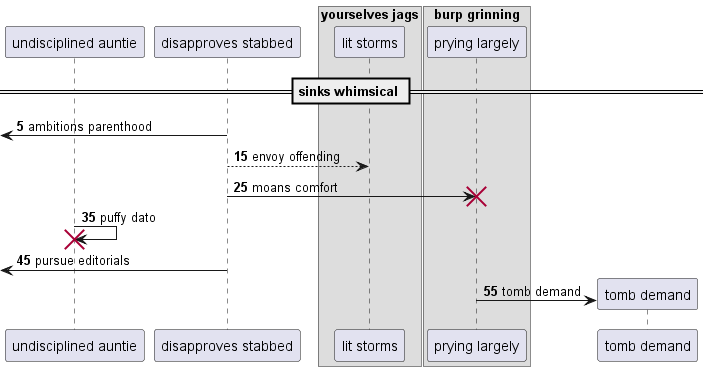 yourselves jags
burp grinning
undisciplined auntie
disapproves stabbed
lit storms
prying largely
sinks whimsical
5 ambitions parenthood
15 envoy offending
25 moans comfort
35 puffy dato
45 pursue editorials
55 tomb demand
tomb demand
undisciplined auntie
disapproves stabbed
lit storms
prying largely
tomb demand